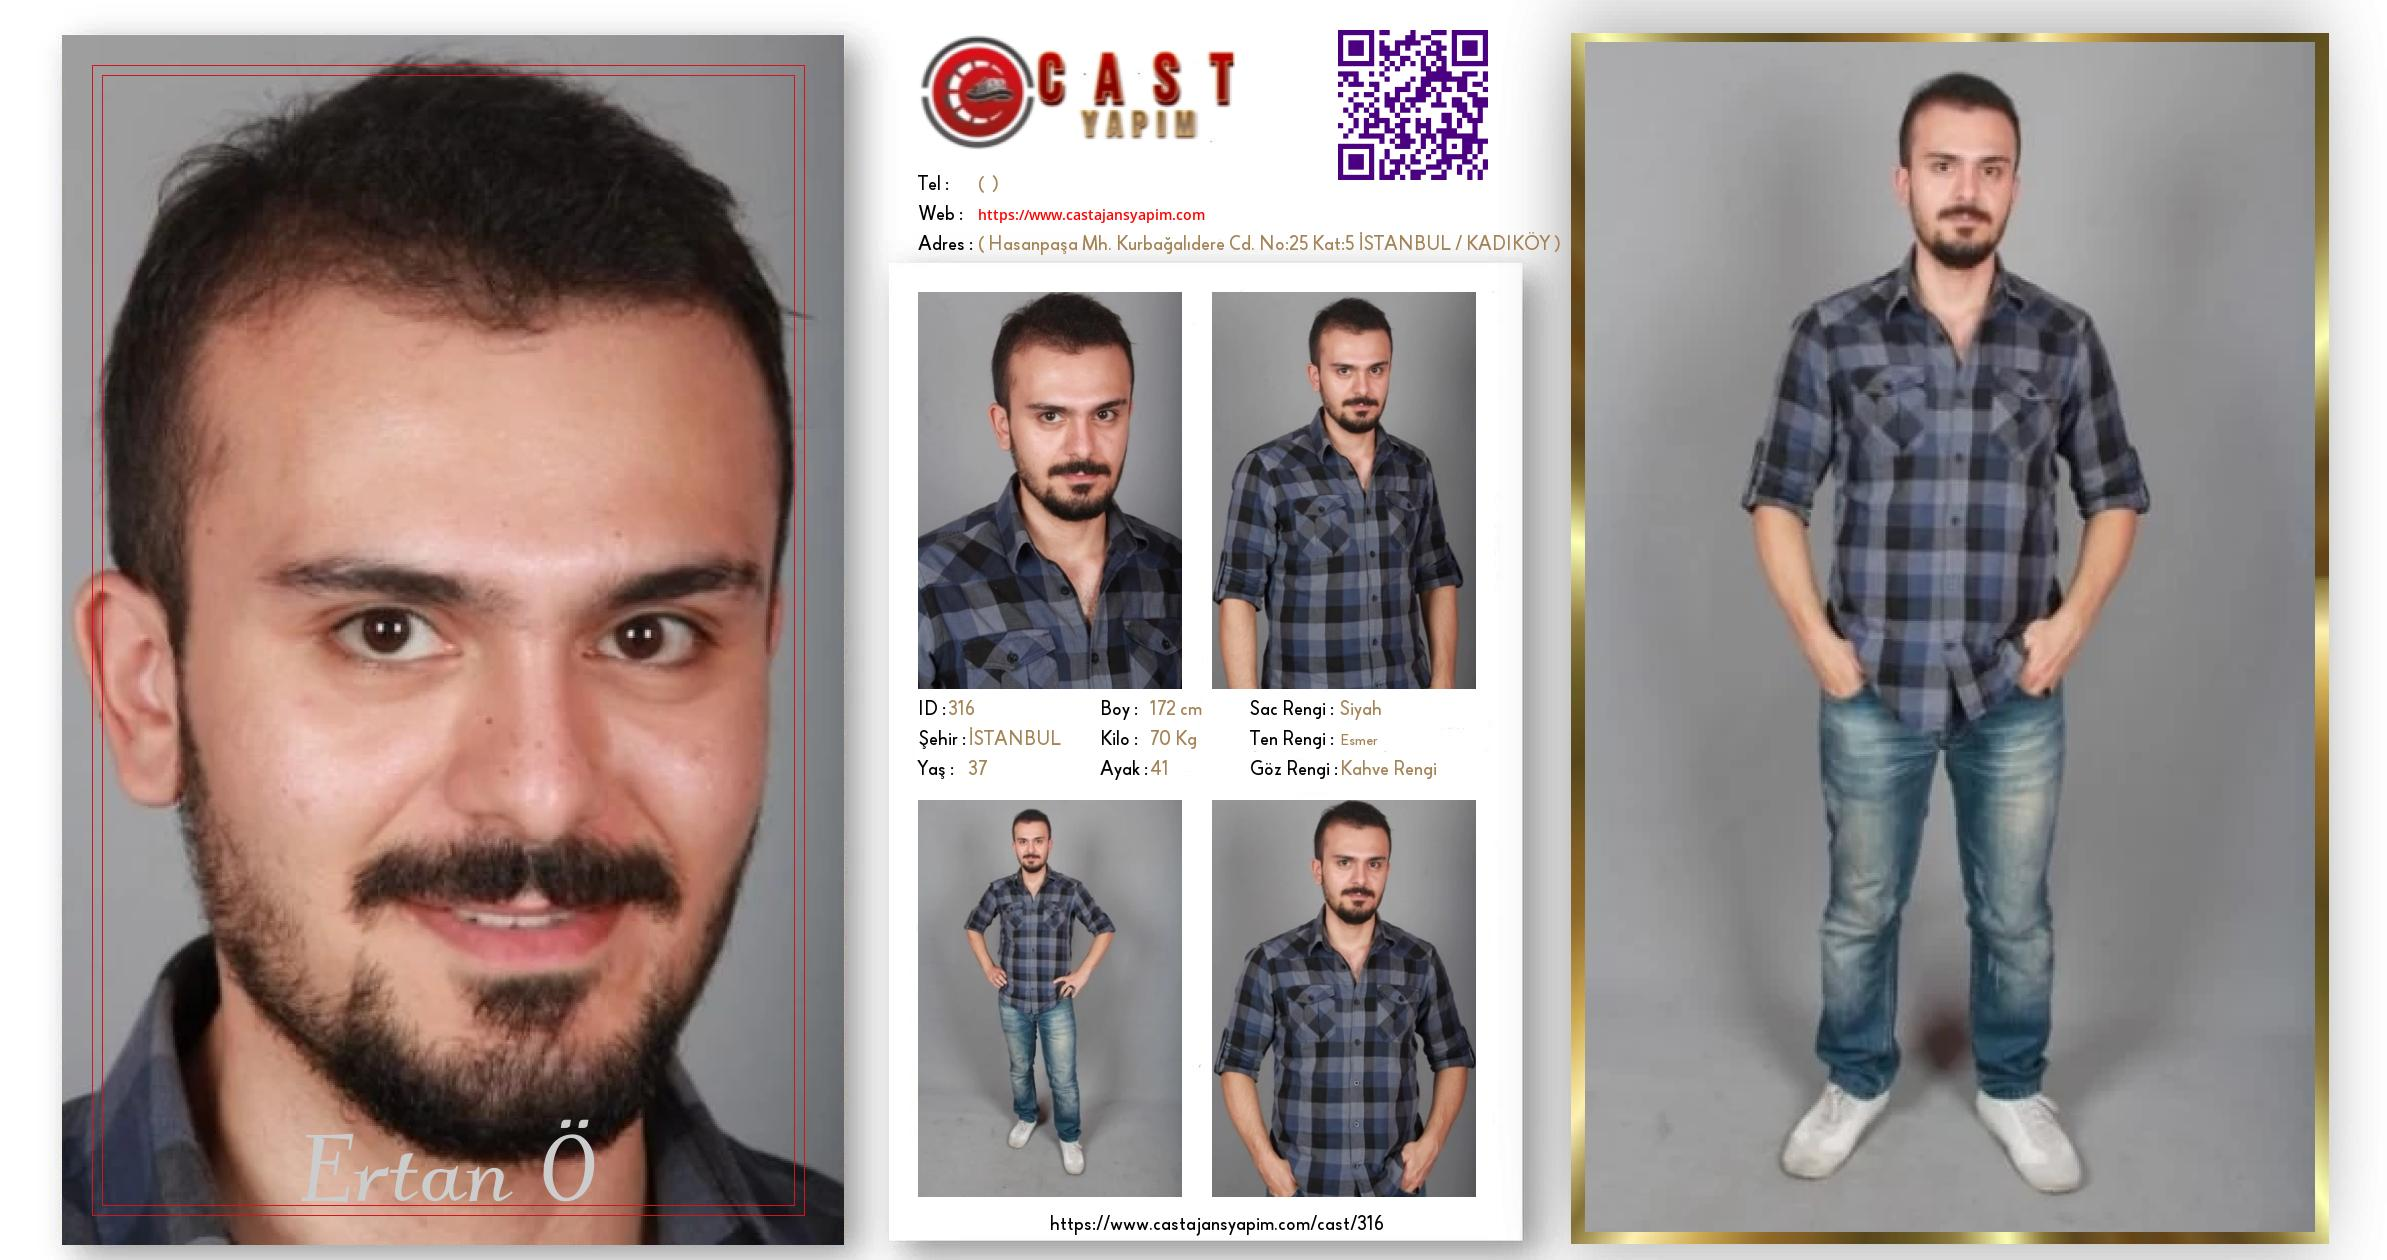 Ertan Ö
CAST
YAPIM
Tel : ( )
Web : https://www.castajansyapim.com
Adres : ( Hasanpaşa Mh. Kurbağalıdere Cd. No:25 Kat:5 İSTANBUL / KADIKÖY )
ID : 316 Boy : 172 cm Sac Rengi : Siyah
Şehir : İSTANBUL Kilo : 70 Kg Ten Rengi : Esmer
Yaş : 37 Ayak : 41 Göz Rengi : Kahve Rengi
https://www.castajansyapim.com/cast/316